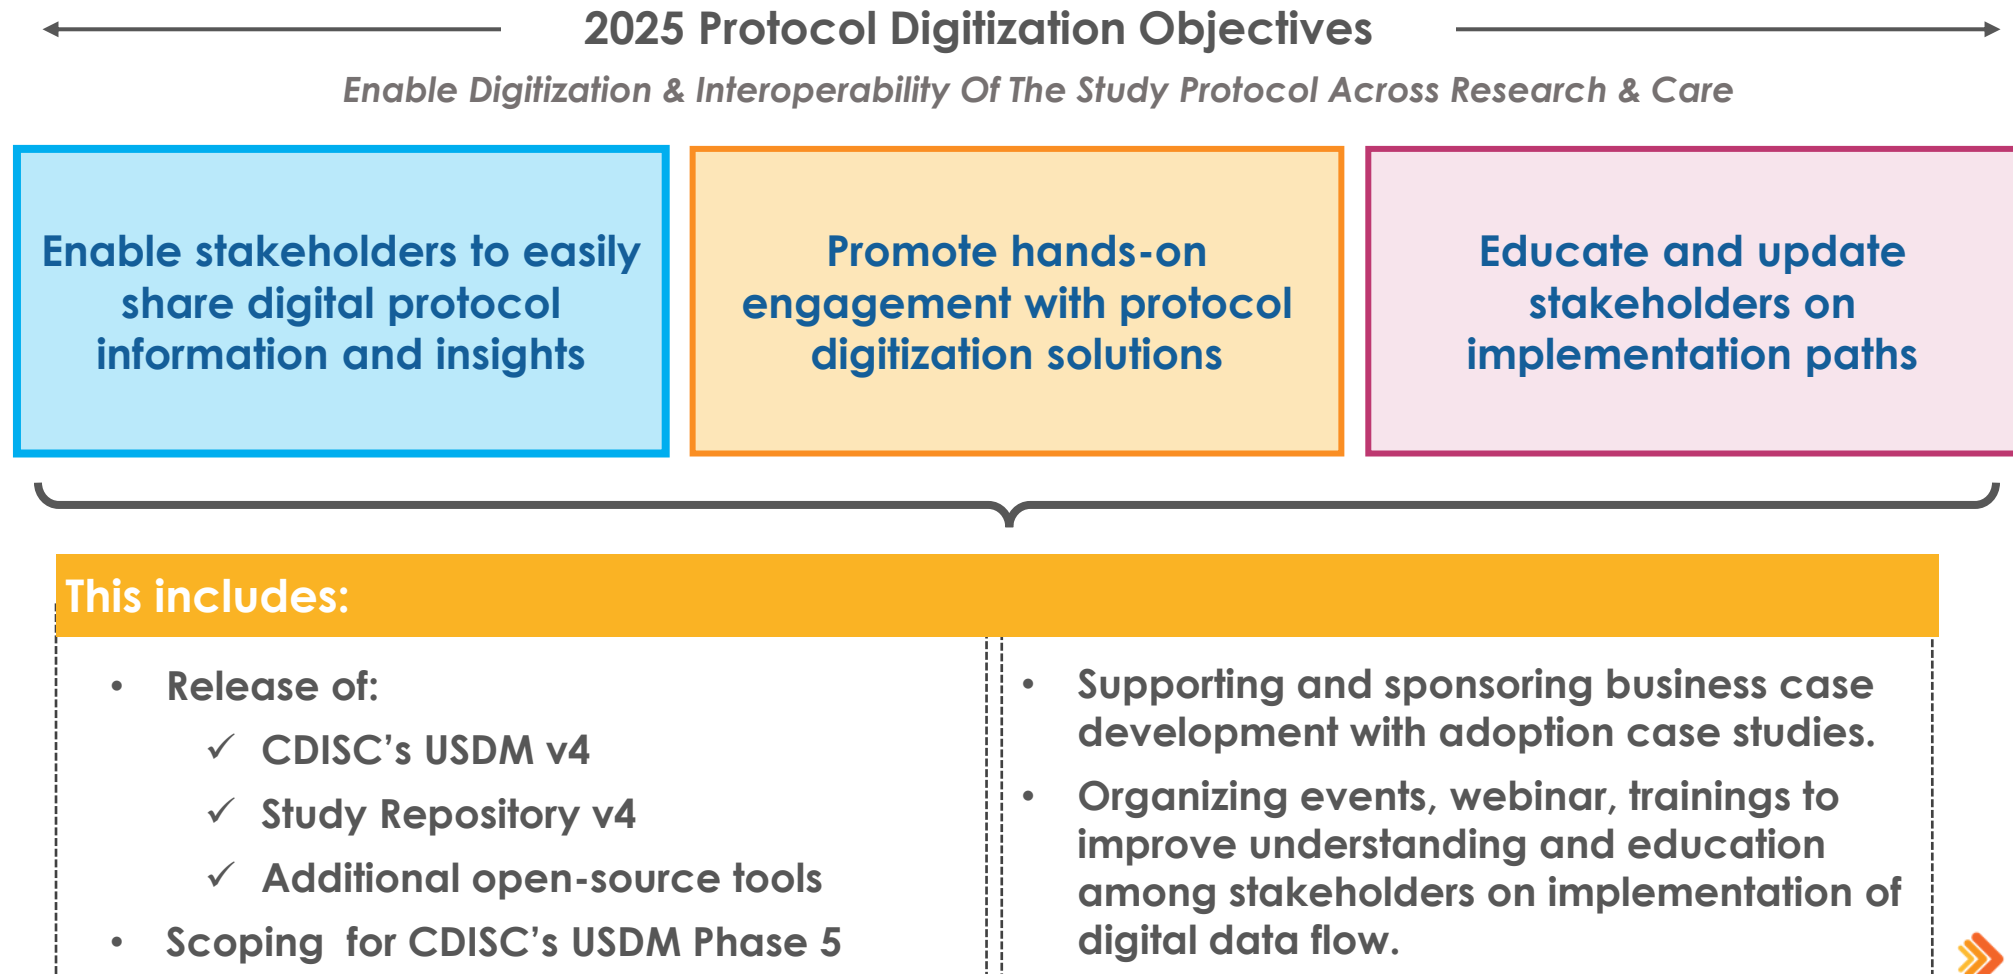 2025 Protocol Digitization Objectives
Enable Digitization & Interoperability Of The Study Protocol Across Research & Care
Enable stakeholders to easily
share digital protocol
information and insights
Promote hands-on
engagement with protocol
digitization solutions
Educate and update
stakeholders on
implementation paths
This includes:
• Release of:
✓ CDISC’s USDM v4
✓ Study Repository v4
✓ Additional open-source tools
• Scoping for CDISC’s USDM Phase 5
• Supporting and sponsoring business case
development with adoption case studies.
• Organizing events, webinar, trainings to
improve understanding and education
among stakeholders on implementation of
digital data flow.